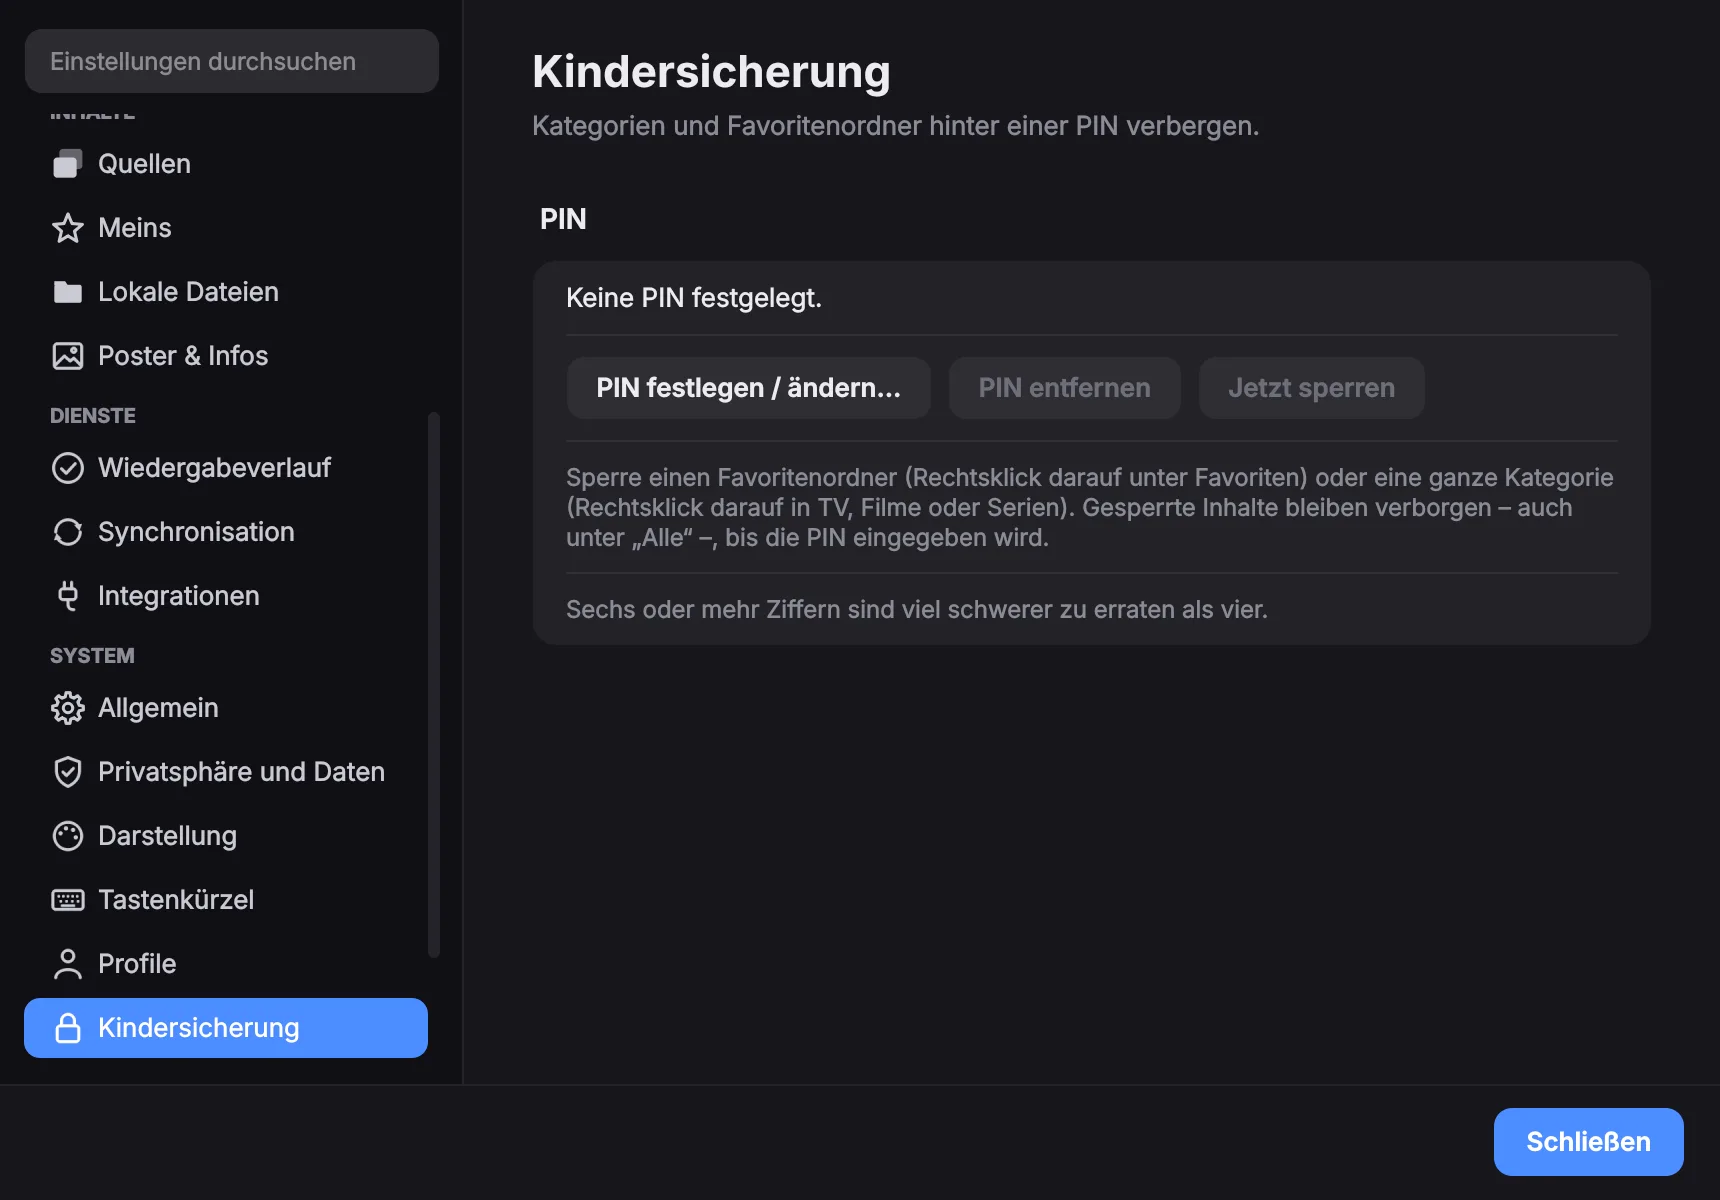 Einstellungen durchsuchen
INHALTE
Quellen
Meins
Lokale Dateien
Poster & Infos
DIENSTE
Wiedergabeverlauf
Synchronisation
Integrationen
SYSTEM
Allgemein
Privatsphäre und Daten
Darstellung
Tastenkürzel
Profile
Kindersicherung
Kindersicherung
Kategorien und Favoritenordner hinter einer PIN verbergen.
PIN
Keine PIN festgelegt.
PIN festlegen / ändern...
PIN entfernen
Jetzt sperren
Sperre einen Favoritenordner (Rechtsklick darauf unter Favoriten) oder eine ganze Kategorie
(Rechtsklick darauf in TV, Filme oder Serien). Gesperrte Inhalte bleiben verborgen – auch
unter „Alle“ –, bis die PIN eingegeben wird.
Sechs oder mehr Ziffern sind viel schwerer zu erraten als vier.
Schließen